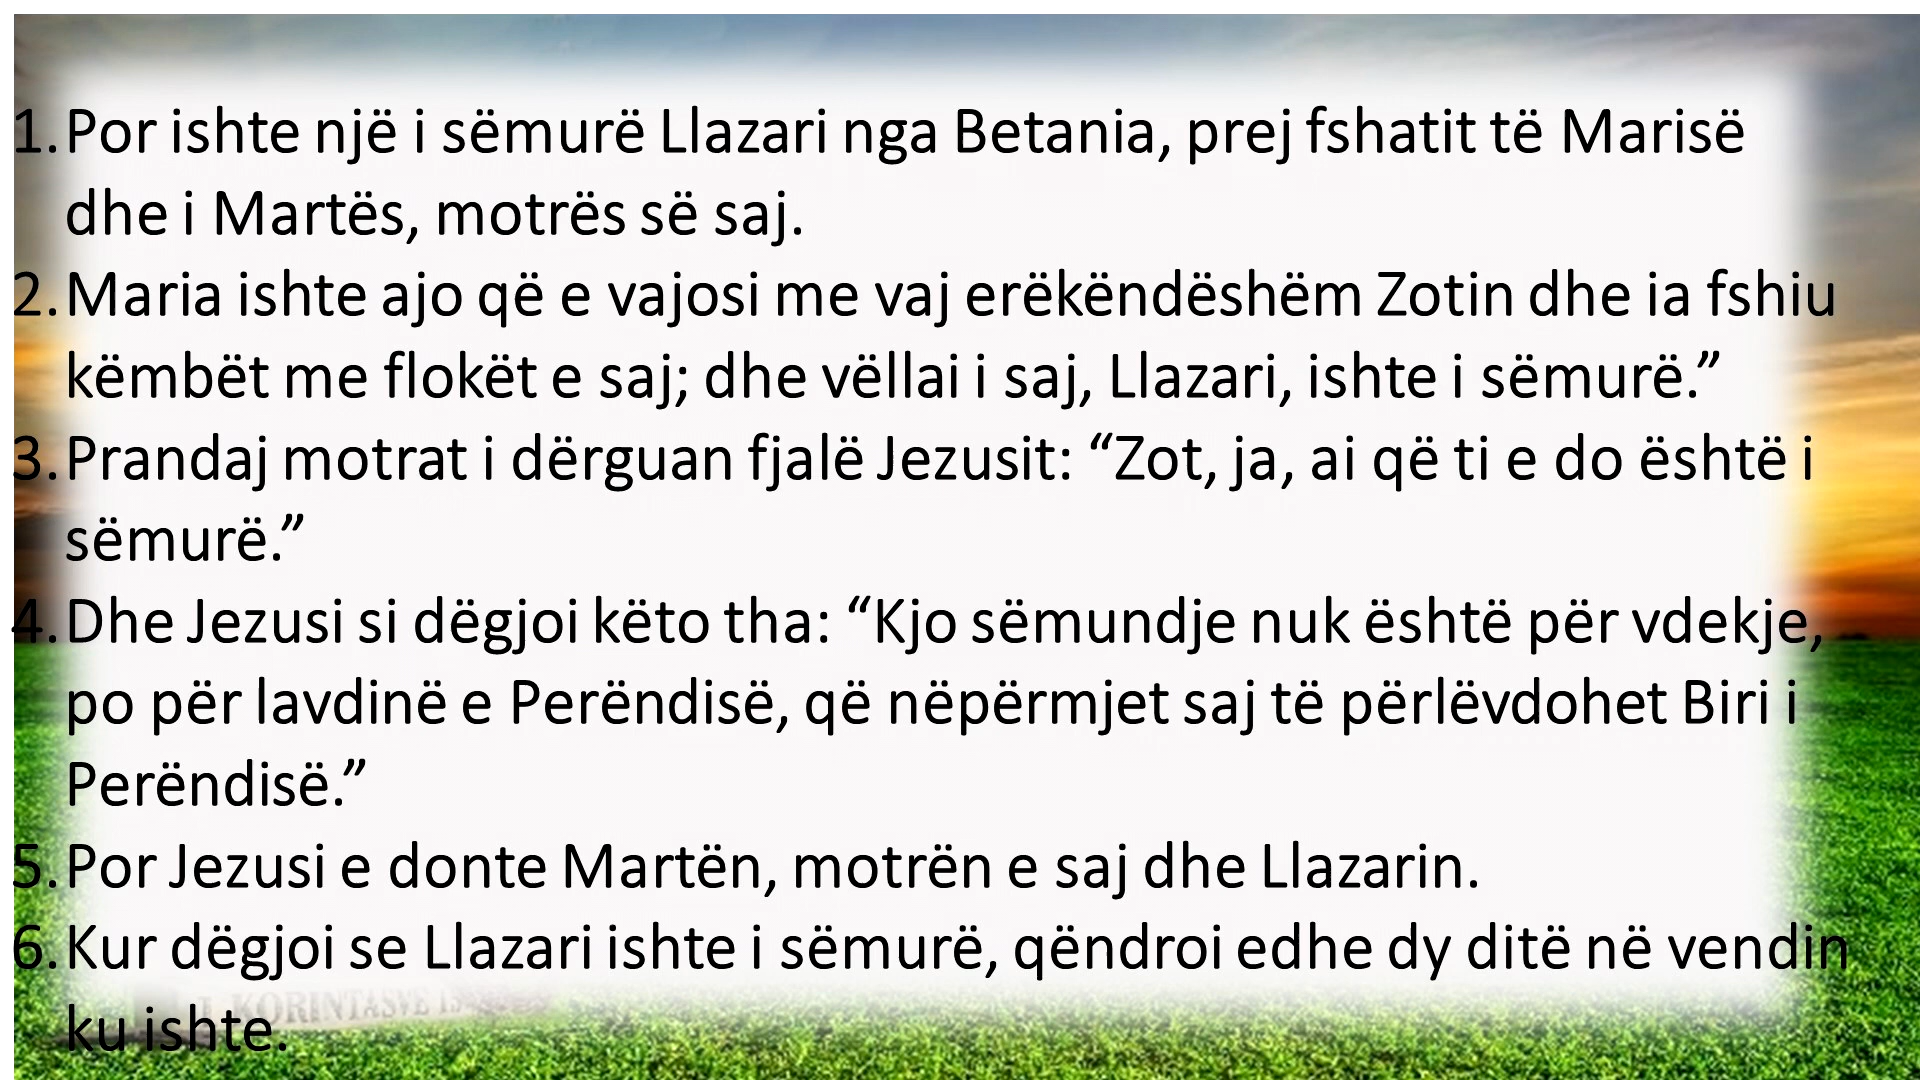 1. Por ishte një i sëmurë Llazari nga Betania, prej fshatit të Marisë
dhe i Martës, motrës së saj.
2. Maria ishte ajo që e vajosi me vaj erëkëndëshëm Zotin dhe ia fshiu
këmbët me flokët e saj; dhe vëllai i saj, Llazari, ishte i sëmurë.”
3. Prandaj motrat i dërguan fjalë Jezusit: “Zot, ja, ai që ti e do është i
sëmurë.”
4. Dhe Jezusi si dëgjoi këto tha: “Kjo sëmundje nuk është për vdekje,
po për lavdinë e Perëndisë, që nëpërmjet saj të përlëvdohet Biri i
Perëndisë.”
5. Por Jezusi e donte Martën, motrën e saj dhe Llazarin.
6. Kur dëgjoi se Llazari ishte i sëmurë, qëndroi edhe dy ditë në vendin
ku ishte.
KORINTASVE